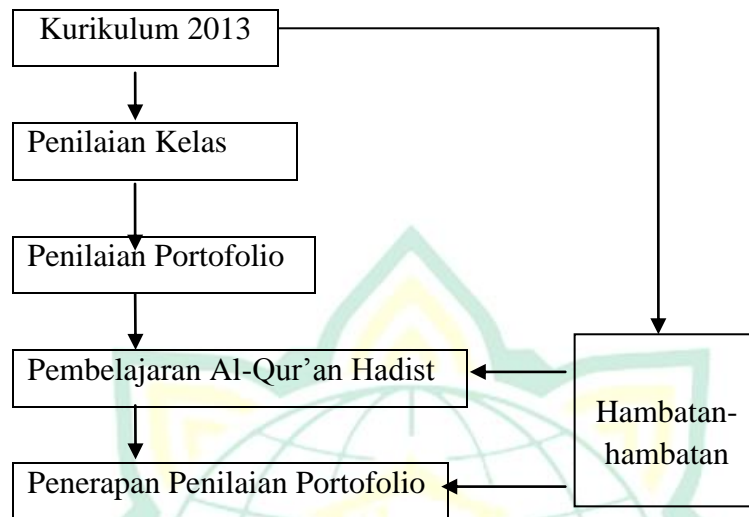 Kurikulum 2013
Penilaian Kelas
Penilaian Portofolio
Pembelajaran Al-Qur’an Hadist
Hambatan-
hambatan
Penerapan Penilaian Portofolio